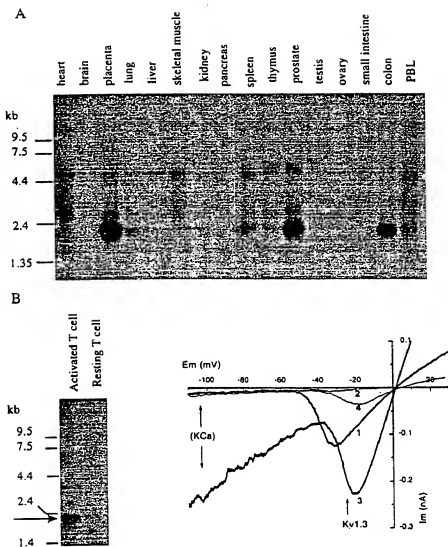 A
heart
brain
placenta
lung
liver
skeletal muscle
kidney
pancreas
spleen
thymus
prostate
testis
ovary
small intestine
colon
PBL
kb
9.5
7.5
4.4
2.4
1.35
B
Activated T cell
Resting T cell
kb
9.5
7.5
4.4
2.4
1.4
Em (mV)
-100 -80 -60 -40 -20
20
0.1
-0.1
-0.2
-0.3
Im (nA)
(KCa)
2
4
1
3
Kv1.3